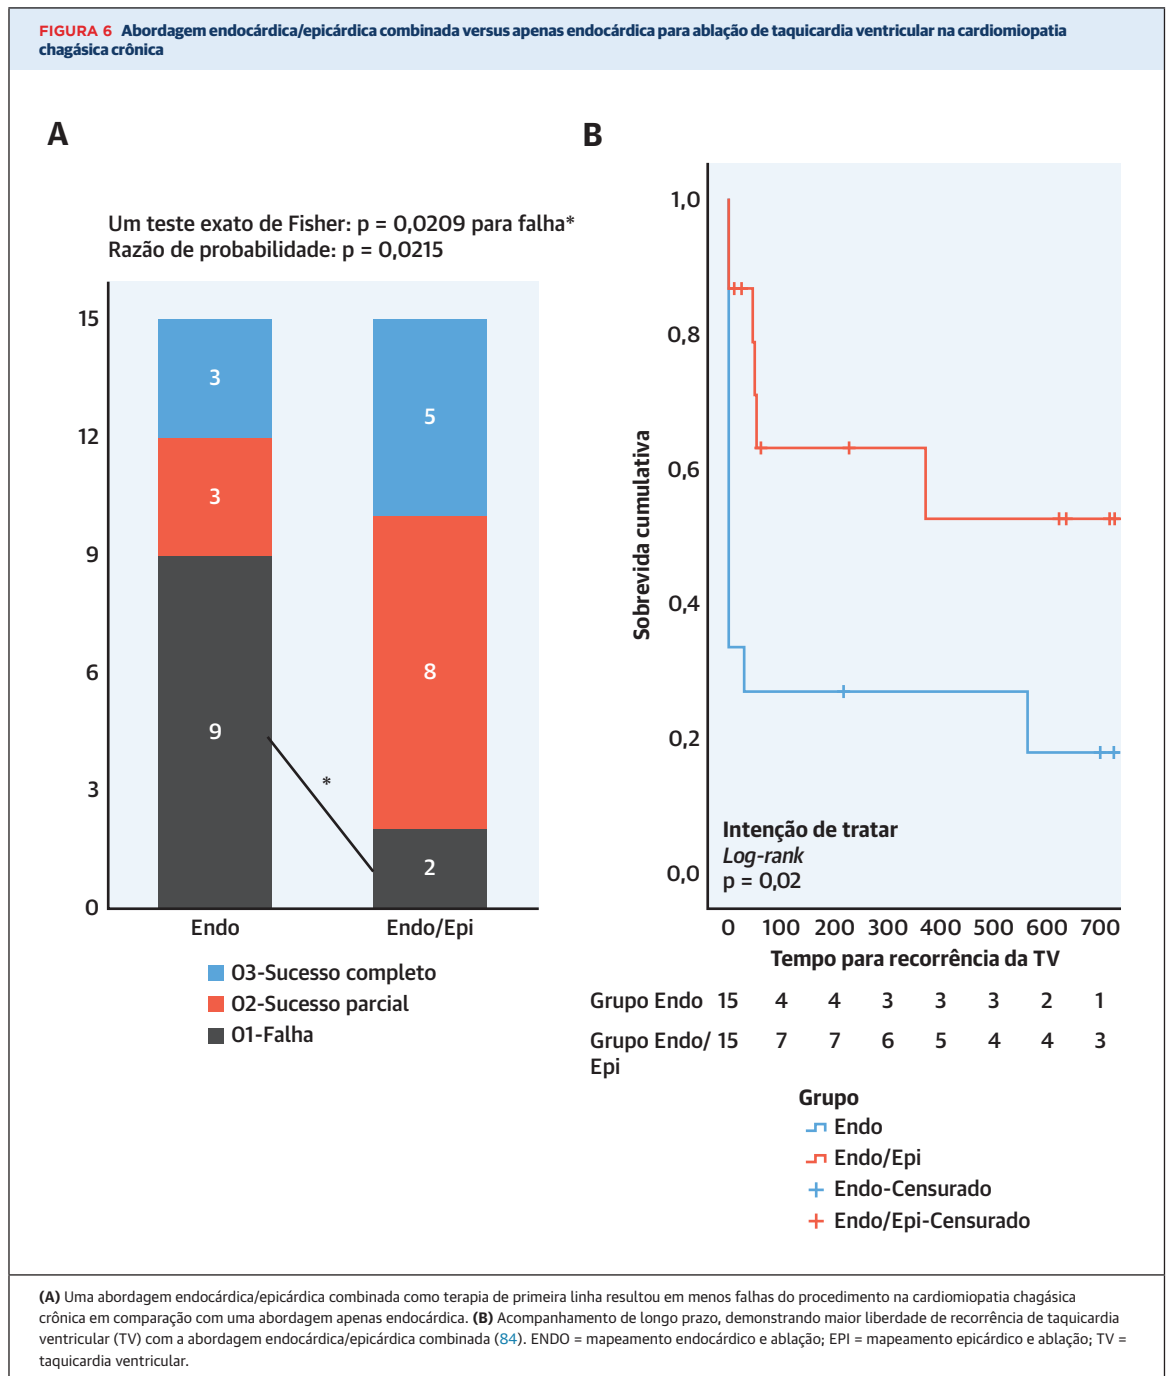 FIGURA 6 Abordagem endocárdica/epicárdica combinada versus apenas endocárdica para ablação de taquicardia ventricular na cardiomiopatia
chagásica crônica
A
Um teste exato de Fisher: p = 0,0209 para falha*
Razão de probabilidade: p = 0,0215
15
12
9
6
3
0
3
3
9
5
8
2
*
Endo
Endo/Epi
03-Sucesso completo
02-Sucesso parcial
01-Falha
B
Sobrevida cumulativa
1,0
0,8
0,6
0,4
0,2
0,0
Intenção de tratar
Log-rank
p = 0,02
0 100 200 300 400 500 600 700
Tempo para recorrência da TV
Grupo Endo 15 4 4 3 3 3 2 1
Grupo Endo/ 15 7 7 6 5 4 4 3
Epi
Grupo
Endo
Endo/Epi
Endo-Censurado
Endo/Epi-Censurado
(A) Uma abordagem endocárdica/epicárdica combinada como terapia de primeira linha resultou em menos falhas do procedimento na cardiomiopatia chagásica
crônica em comparação com uma abordagem apenas endocárdica. (B) Acompanhamento de longo prazo, demonstrando maior liberdade de recorrência de taquicardia
ventricular (TV) com a abordagem endocárdica/epicárdica combinada (84). ENDO = mapeamento endocárdico e ablação; EPI = mapeamento epicárdico e ablação; TV =
taquicardia ventricular.